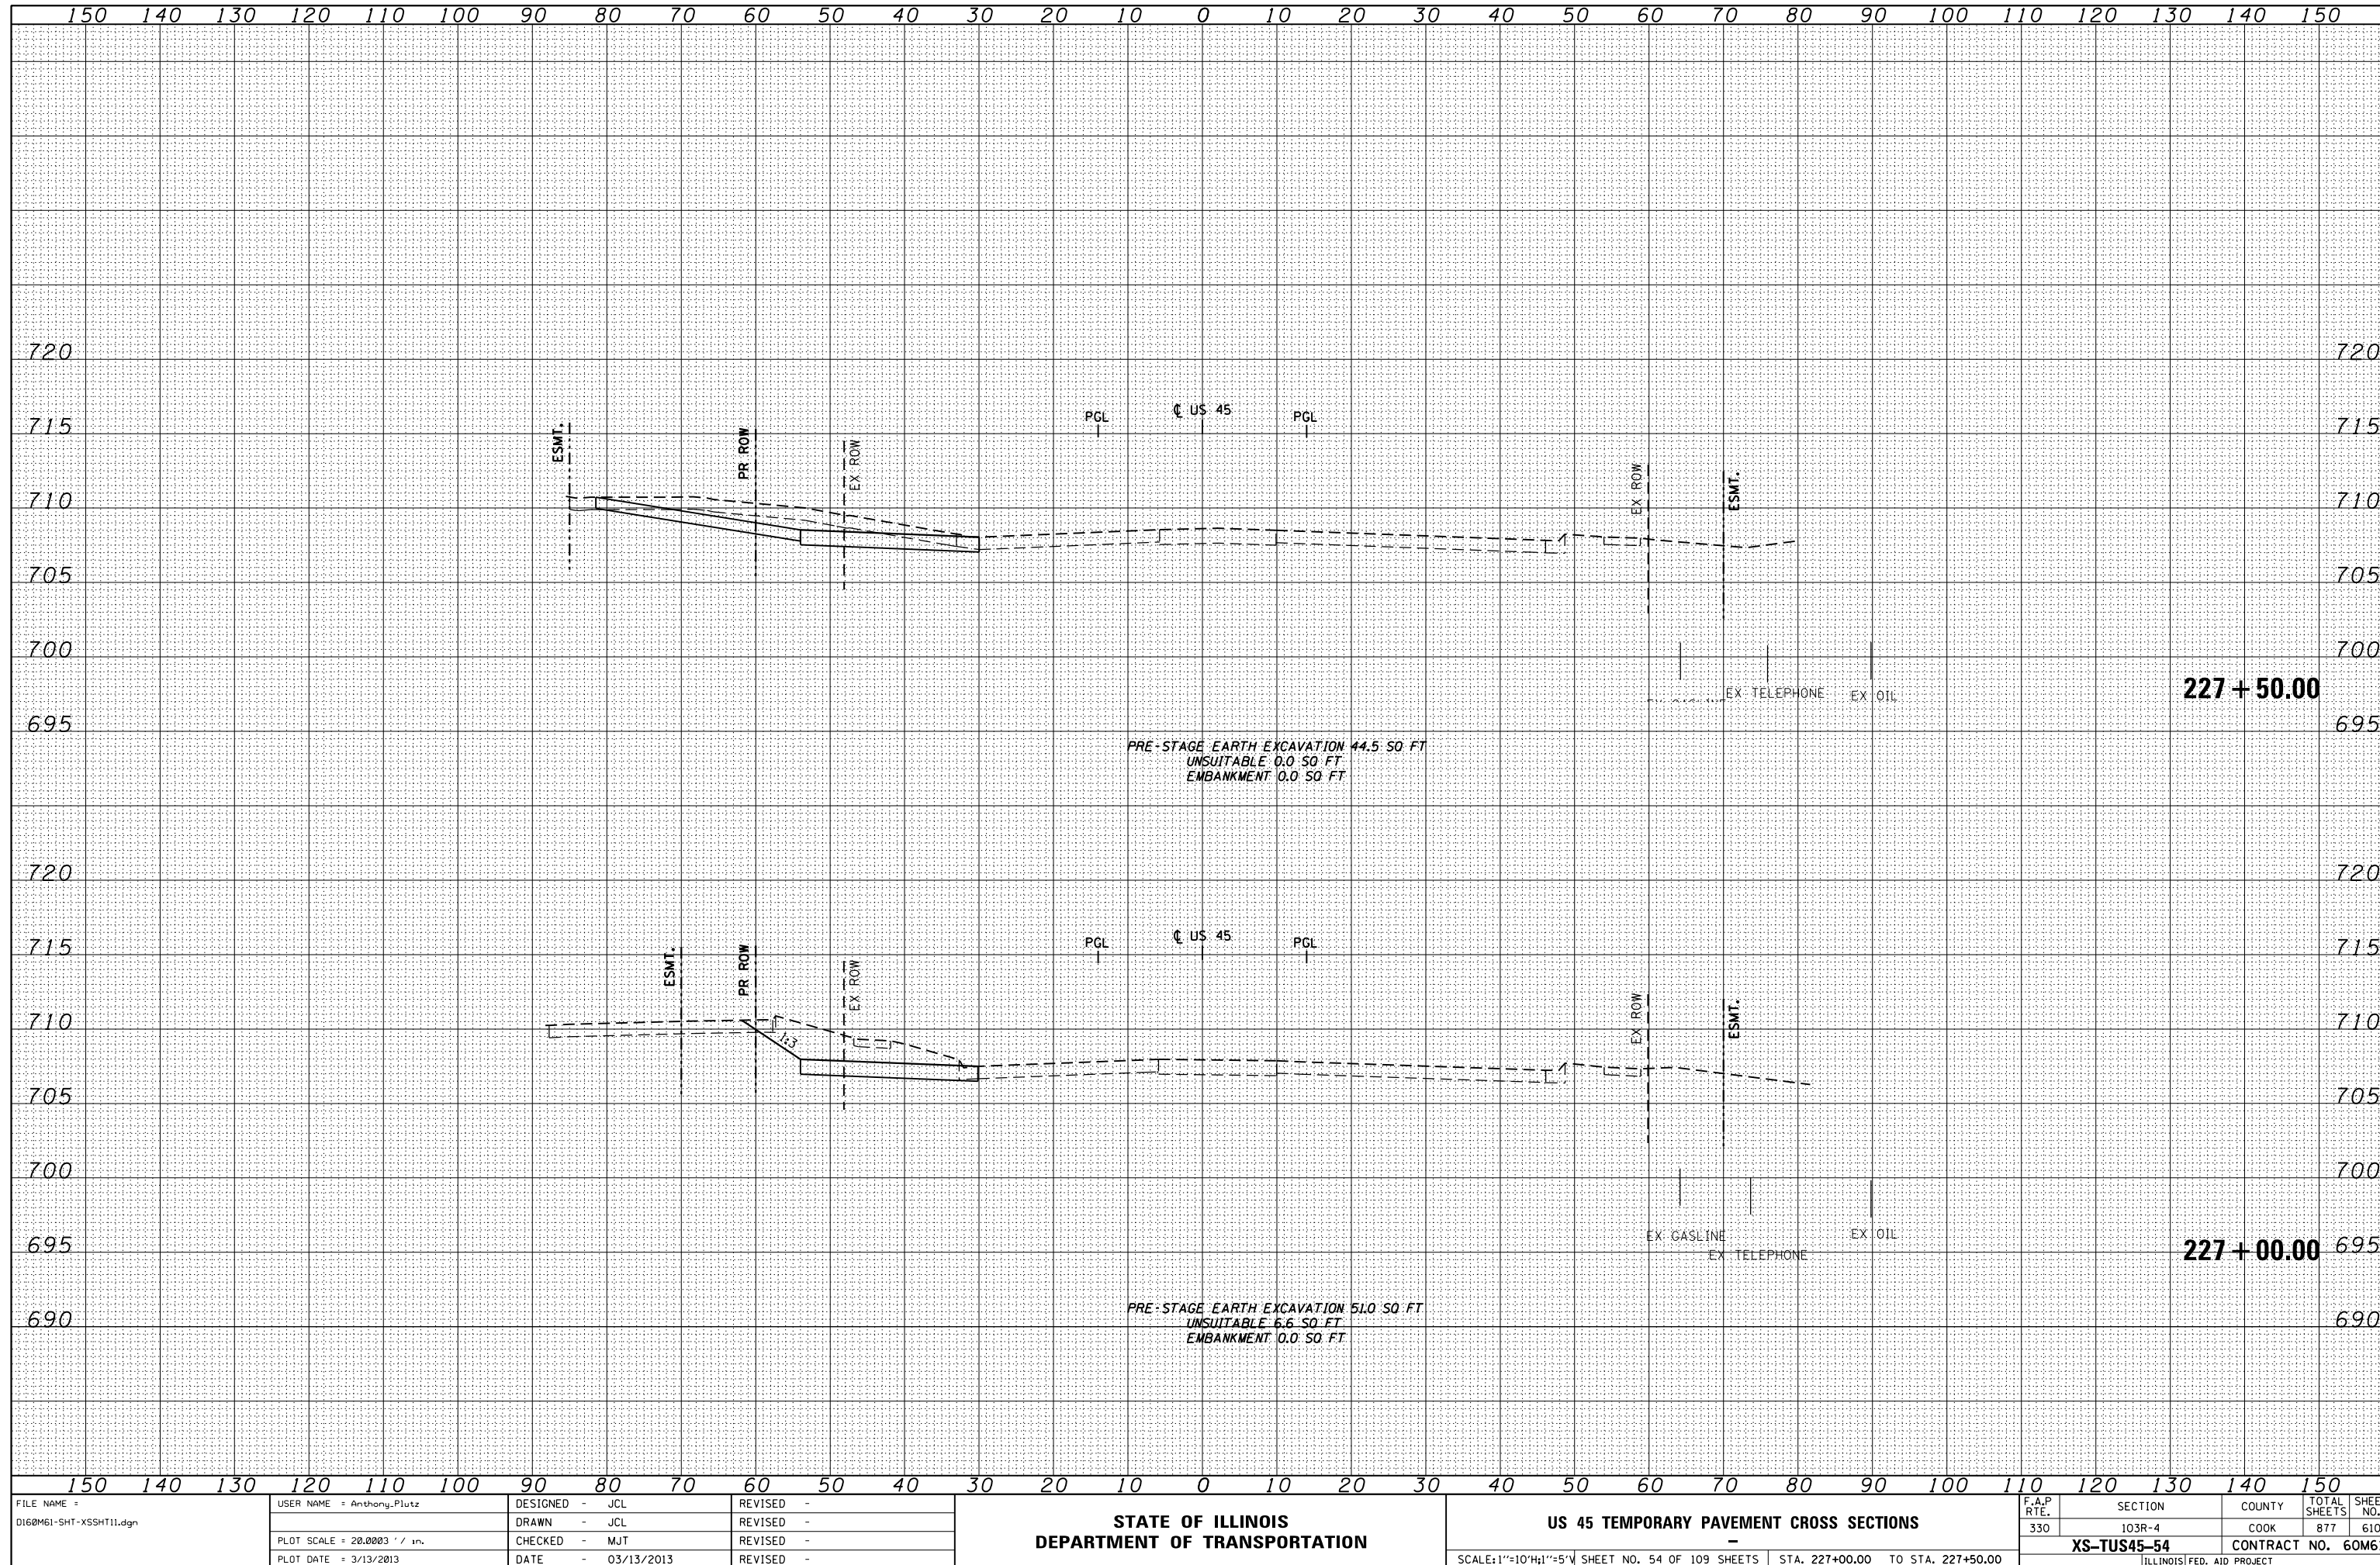 150 140 130 120 110 100 90 80 70 60 50 40 30 20 10 0 10 20 30 40 50 60 70 80 90 100 110 120 130 140 150
720 720
715 715
710 710
705 705
700 700
695 695
ESMT.
PR ROW
EX ROW
PGL
℄ US 45
PGL
EX ROW
ESMT.
EX TELEPHONE
EX OIL
227+50.00
PRE-STAGE EARTH EXCAVATION 44.5 SQ FT
UNSUITABLE 0.0 SQ FT
EMBANKMENT 0.0 SQ FT
720 720
715 715
710 710
705 705
700 700
695 695
690 690
ESMT.
PR ROW
EX ROW
1:3
PGL
℄ US 45
PGL
EX ROW
ESMT.
EX GASLINE
EX TELEPHONE
EX OIL
227+00.00
PRE-STAGE EARTH EXCAVATION 51.0 SQ FT
UNSUITABLE 6.6 SQ FT
EMBANKMENT 0.0 SQ FT
150 140 130 120 110 100 90 80 70 60 50 40 30 20 10 0 10 20 30 40 50 60 70 80 90 100 110 120 130 140 150
FILE NAME =
D160M61-SHT-XSSHT11.dgn
USER NAME = Anthony_Plutz
PLOT SCALE = 20.0003 ' / in.
PLOT DATE = 3/13/2013
DESIGNED - JCL
DRAWN - JCL
CHECKED - MJT
DATE - 03/13/2013
REVISED -
REVISED -
REVISED -
REVISED -
STATE OF ILLINOIS
DEPARTMENT OF TRANSPORTATION
US 45 TEMPORARY PAVEMENT CROSS SECTIONS
–
SCALE: 1"=10'H;1"=5'V SHEET NO. 54 OF 109 SHEETS STA. 227+00.00 TO STA. 227+50.00
F.A.P RTE.
330
SECTION
103R-4
COUNTY
COOK
TOTAL SHEETS
877
NO.
610
XS–TUS45–54
CONTRACT NO.
ILLINOIS FED. AID PROJECT